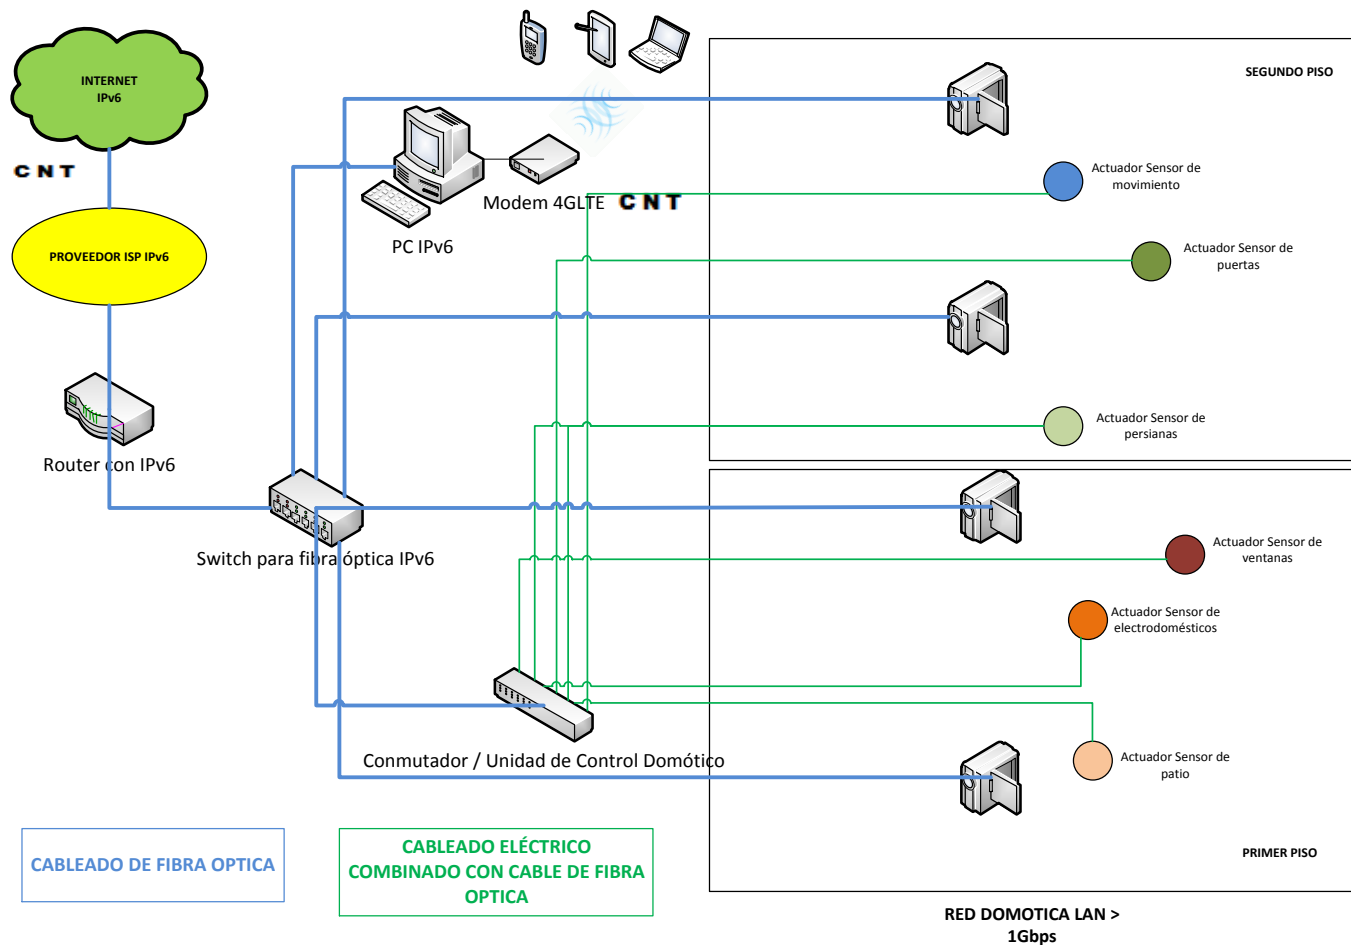 INTERNET
IPv6
CNT
PROVEEDOR ISP IPv6
Router con IPv6
Switch para fibra óptica IPv6
PC IPv6
Modem 4GLTE
CNT
Conmutador / Unidad de Control Domótico
SEGUNDO PISO
Actuador Sensor de
movimiento
Actuador Sensor de
puertas
Actuador Sensor de
persianas
Actuador Sensor de
ventanas
Actuador Sensor de
electrodomésticos
Actuador Sensor de
patio
PRIMER PISO
CABLEADO DE FIBRA OPTICA
CABLEADO ELÉCTRICO
COMBINADO CON CABLE DE FIBRA
OPTICA
RED DOMOTICA LAN >
1Gbps